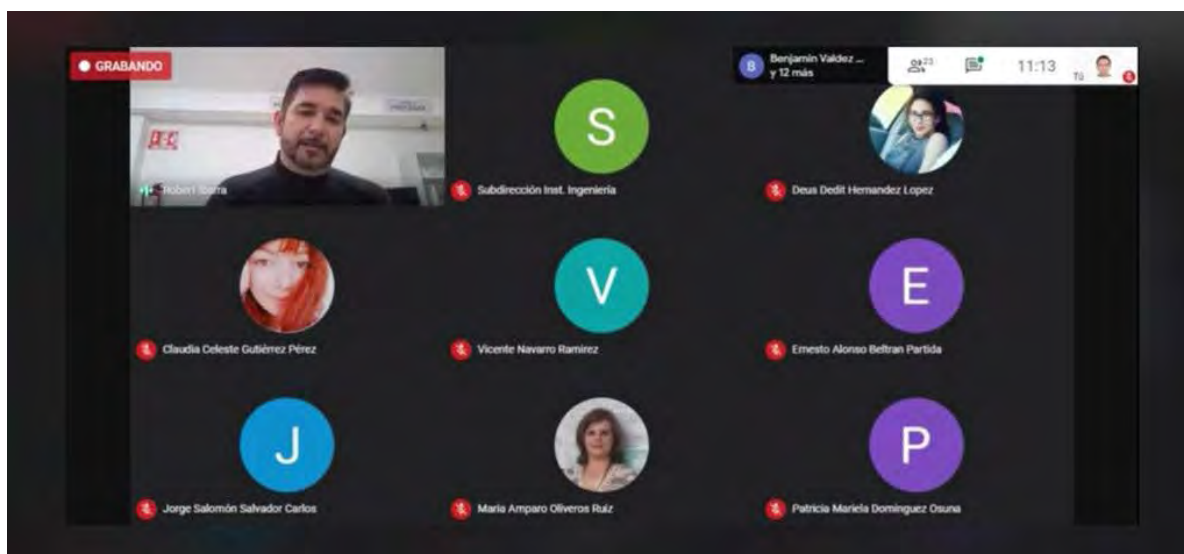 GRABANDO
B
Benjamin Valdez ...
y 12 más
23
11:13
Tú
Robert Ibarra
S
Subdirección Inst. Ingeniería
Deus Dedit Hernandez Lopez
Claudia Celeste Gutiérrez Pérez
V
Vicente Navarro Ramirez
E
Ernesto Alonso Beltran Partida
J
Jorge Salomón Salvador Carlos
Maria Amparo Oliveros Ruiz
P
Patricia Mariela Dominguez Osuna